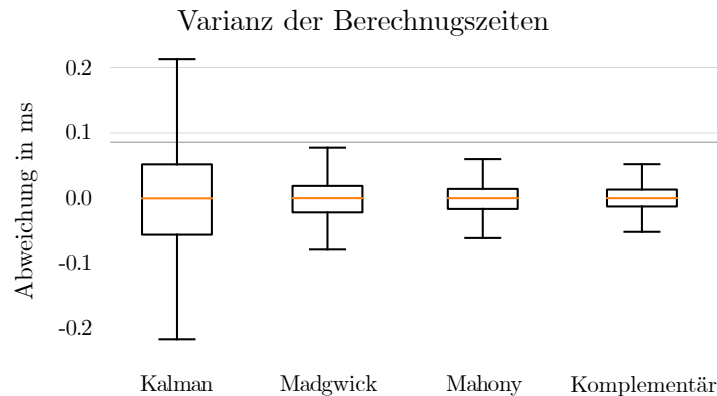 Varianz der Berechnugszeiten
Abweichung in ms
0.2
0.1
0.0
-0.1
-0.2
Kalman Madgwick Mahony Komplementär